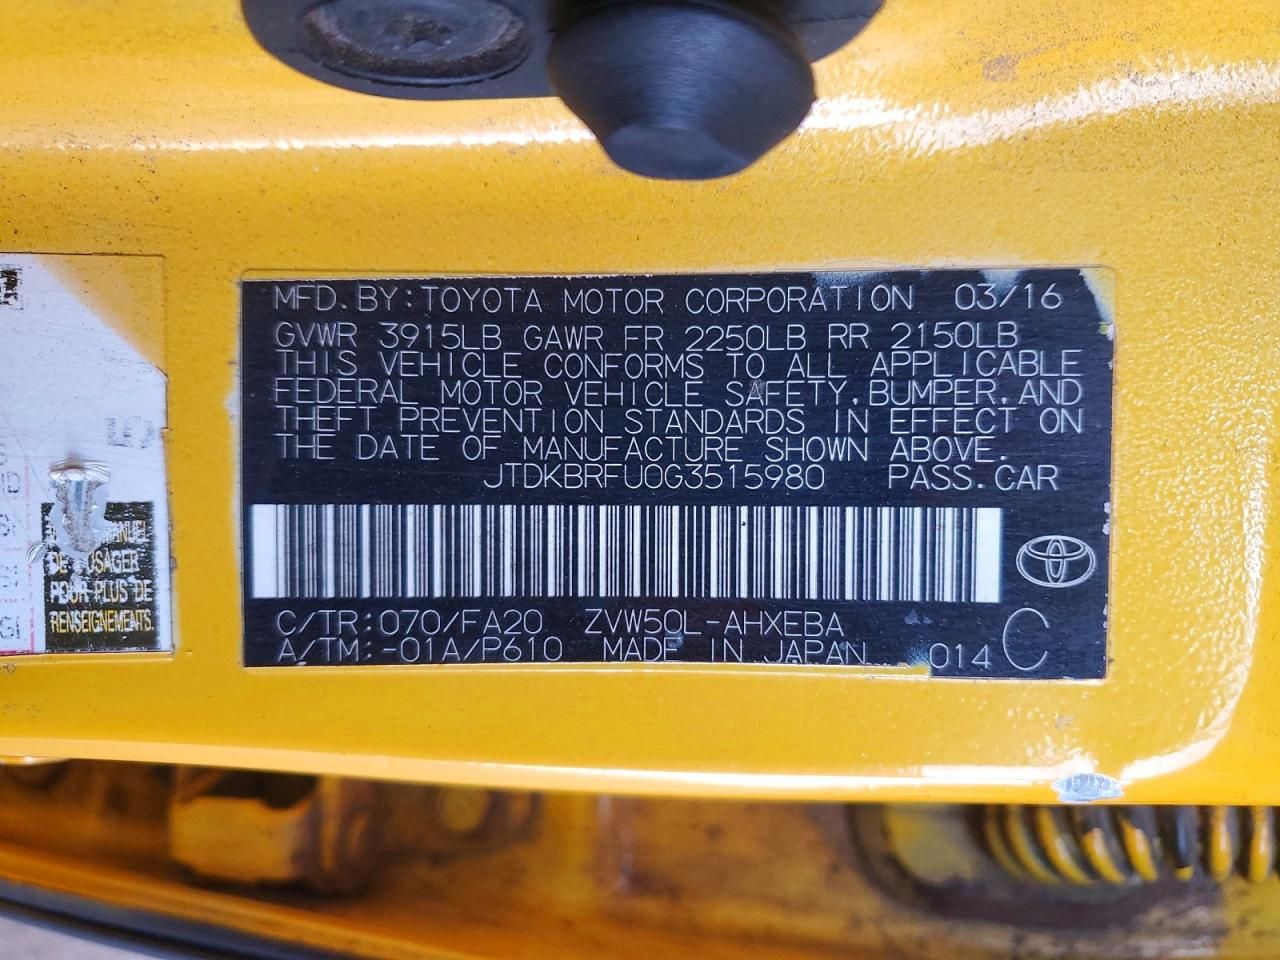 MFD. BY: TOYOTA MOTOR CORPORATION 03/16
GVWR 3915LB GAWR FR 2250LB RR 2150LB
THIS VEHICLE CONFORMS TO ALL APPLICABLE
FEDERAL MOTOR VEHICLE SAFETY, BUMPER, AND
THEFT PREVENTION STANDARDS IN EFFECT ON
THE DATE OF MANUFACTURE SHOWN ABOVE.
JTDKBRFU0G3515980 PASS. CAR
C/TR: 070/FA20 ZVW50L-AHXEBA
A/TM: -01A/P610 MADE IN JAPAN 014 C
MANUEL
DE L'USAGER
POUR PLUS DE
RENSEIGNEMENTS